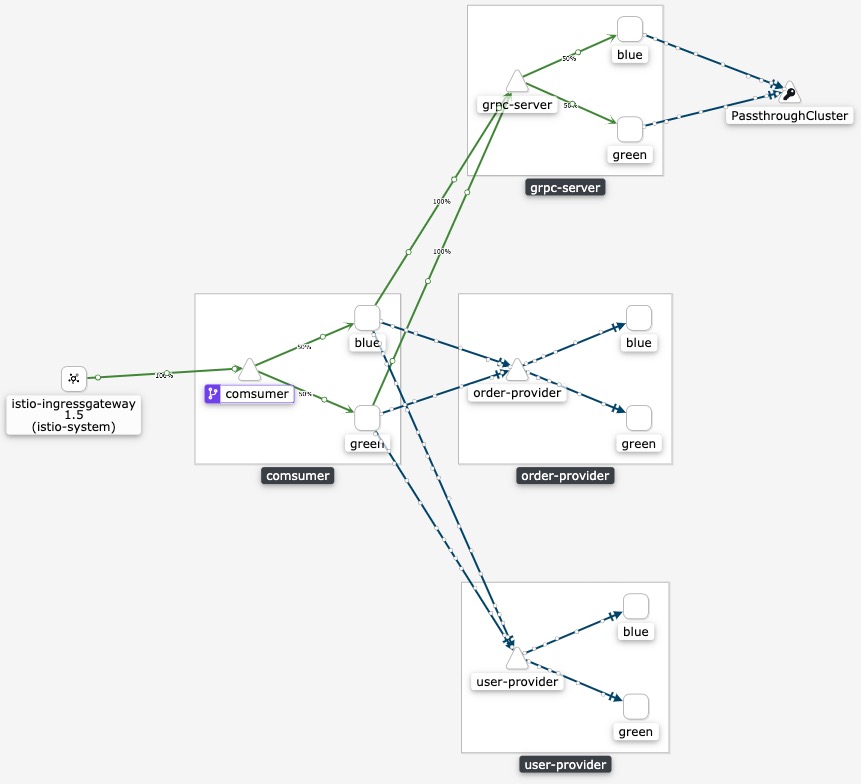 50%
blue
grpc-server
50%
PassthroughCluster
green
grpc-server
100%
100%
50%
blue
blue
100%
istio-ingressgateway
1.5
(istio-system)
comsumer
50%
order-provider
green
green
comsumer
order-provider
blue
user-provider
green
user-provider